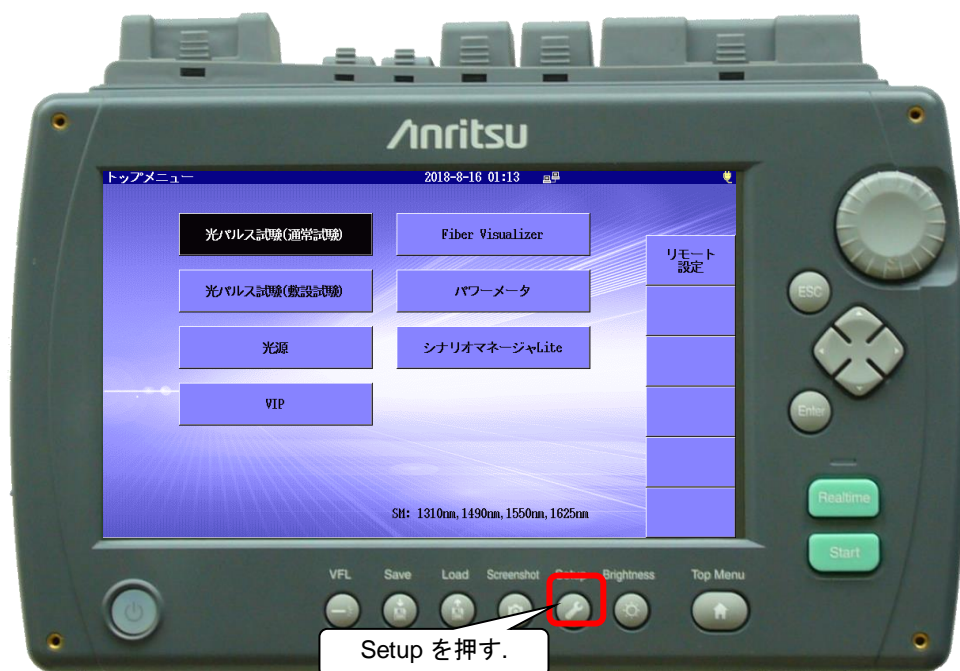 Anritsu
トップメニュー 2018-8-16 01:13
光パルス試験(通常試験) Fiber Visualizer
リモート
設定
光パルス試験(敷設試験) パワーメータ
光源 シナリオマネージャLite
VIP
SM: 1310nm,1490nm,1550nm,1625nm
ESC
Enter
Realtime
Start
VFL Save Load Screenshot Setup Brightness Top Menu
Setup を押す.